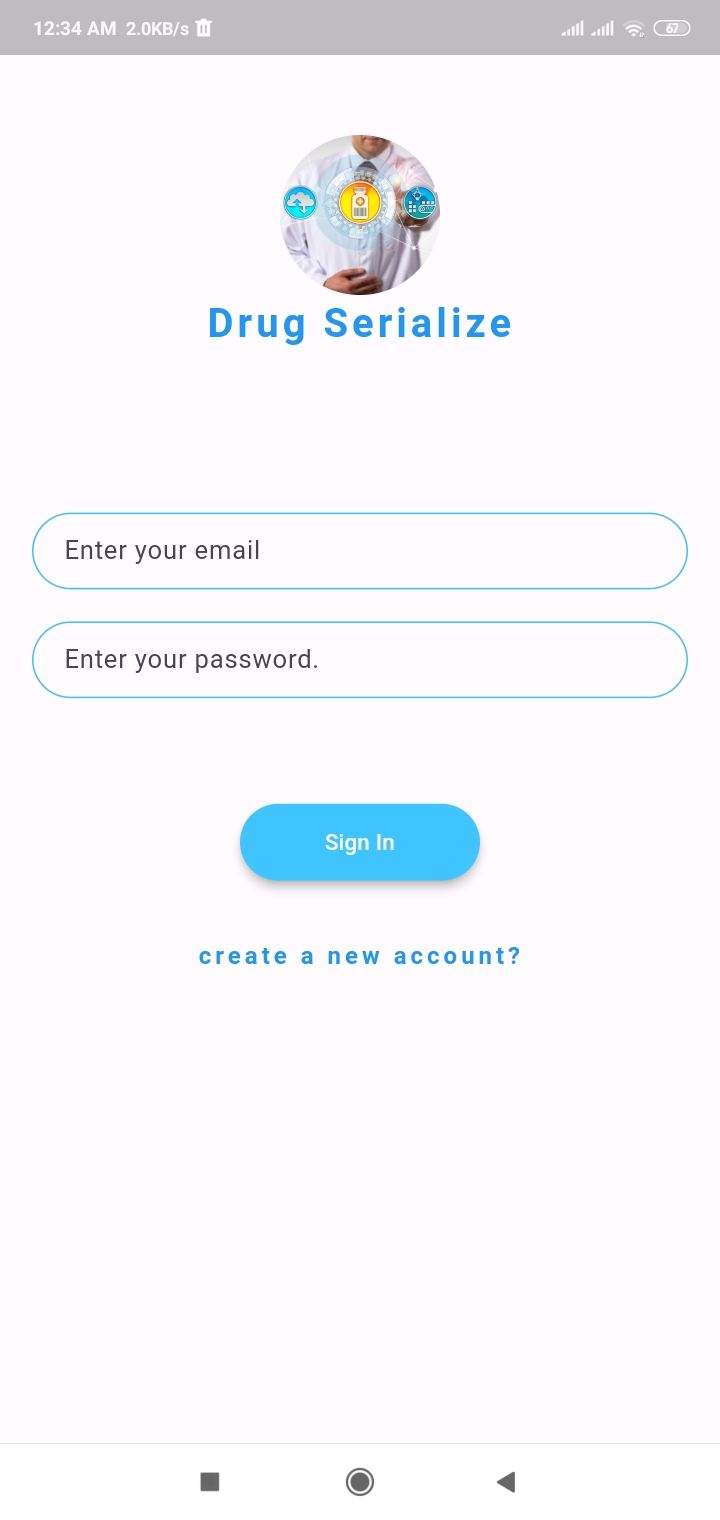 12:34 AM 2.0KB/s 67
Drug Serialize
Enter your email
Enter your password.
Sign In
create a new account?